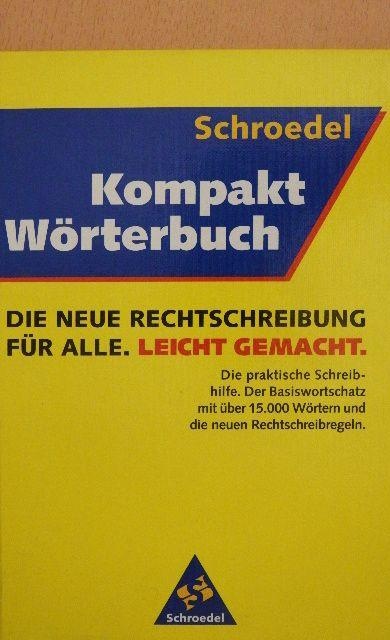 Schroedel
Kompakt
Wörterbuch
DIE NEUE RECHTSCHREIBUNG
FÜR ALLE. LEICHT GEMACHT.
Die praktische Schreib-
hilfe. Der Basiswortschatz
mit über 15.000 Wörtern und
die neuen Rechtschreibregeln.
S
Schroedel